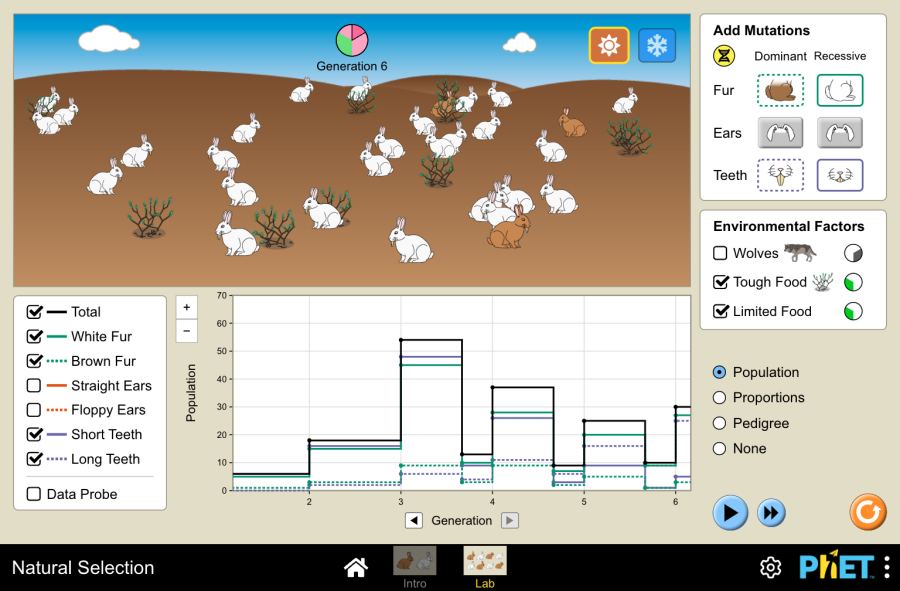 Generation 6
Add Mutations
Dominant Recessive
Fur
Ears
Teeth
Environmental Factors
Wolves
Tough Food
Limited Food
Total
White Fur
Brown Fur
Straight Ears
Floppy Ears
Short Teeth
Long Teeth
Data Probe
+
−
Population
70
60
50
40
30
20
10
0
2 3 4 5 6
Generation
Population
Proportions
Pedigree
None
Natural Selection
Intro
Lab
PhET